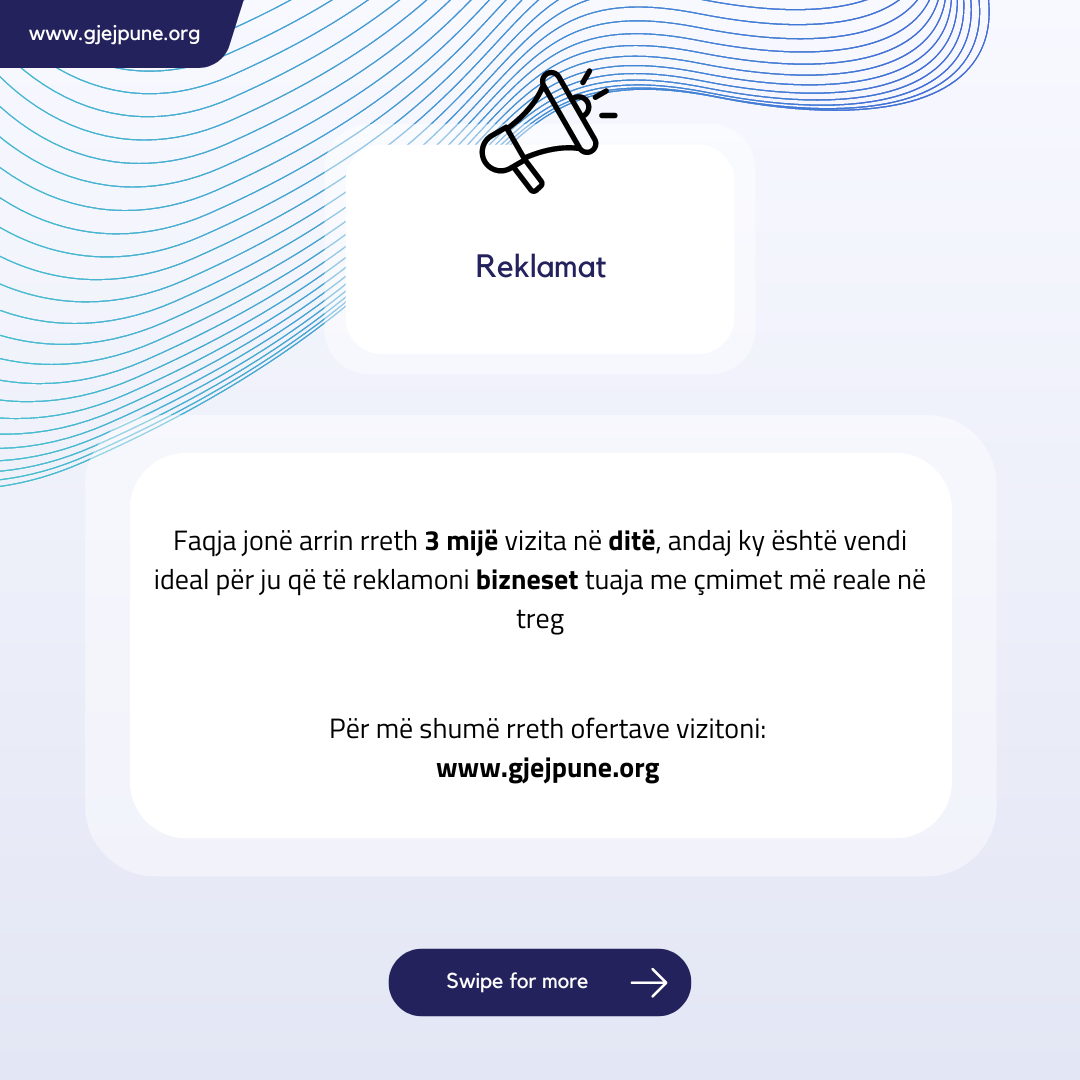 www.gjejpune.org
Reklamat
Faqja jonë arrin rreth 3 mijë vizita në ditë, andaj ky është vendi
ideal për ju që të reklamoni bizneset tuaja me çmimet më reale në
treg
Për më shumë rreth ofertave vizitoni:
www.gjejpune.org
Swipe for more